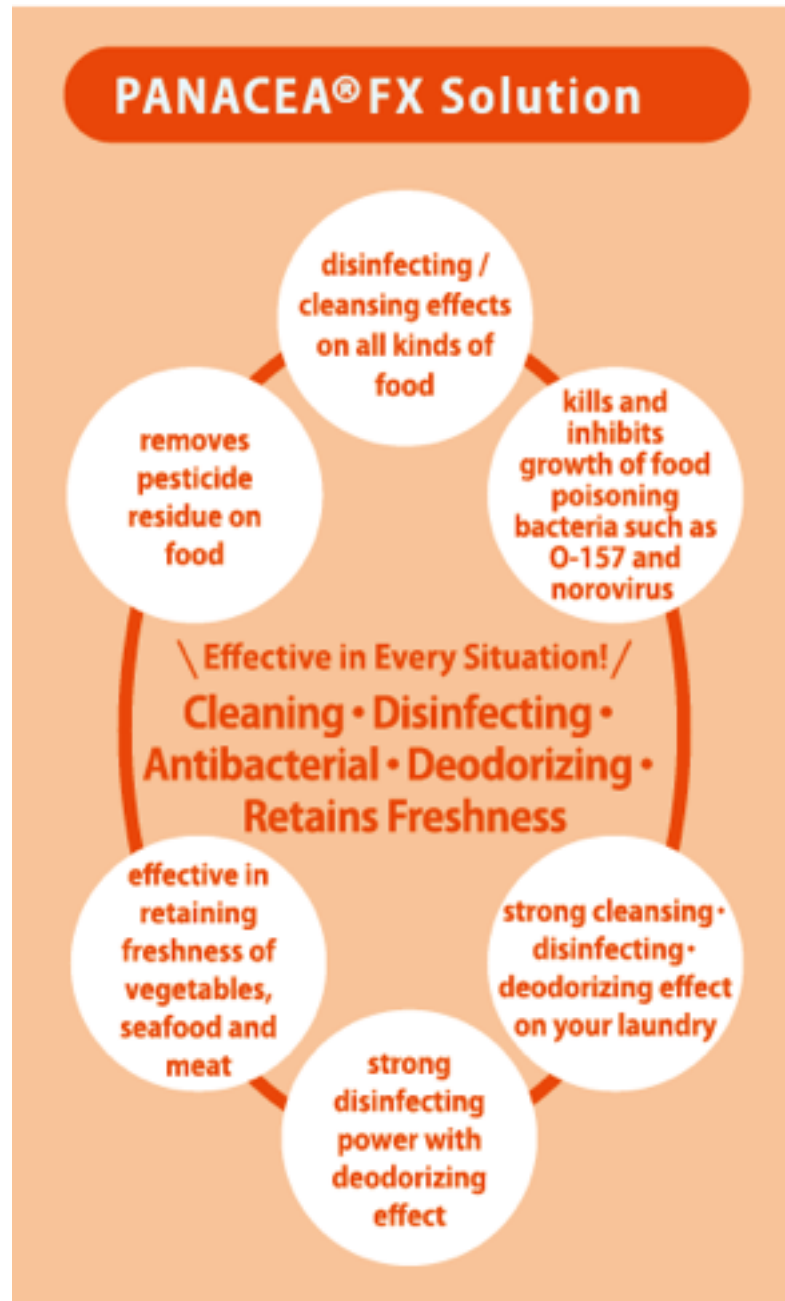 PANACEA® FX Solution
disinfecting /
cleansing effects
on all kinds of
food
removes
pesticide
residue on
food
kills and
inhibits
growth of food
poisoning
bacteria such as
O-157 and
norovirus
\ Effective in Every Situation! /
Cleaning・Disinfecting・
Antibacterial・Deodorizing・
Retains Freshness
effective in
retaining
freshness of
vegetables,
seafood and
meat
strong cleansing・
disinfecting・
deodorizing effect
on your laundry
strong
disinfecting
power with
deodorizing
effect